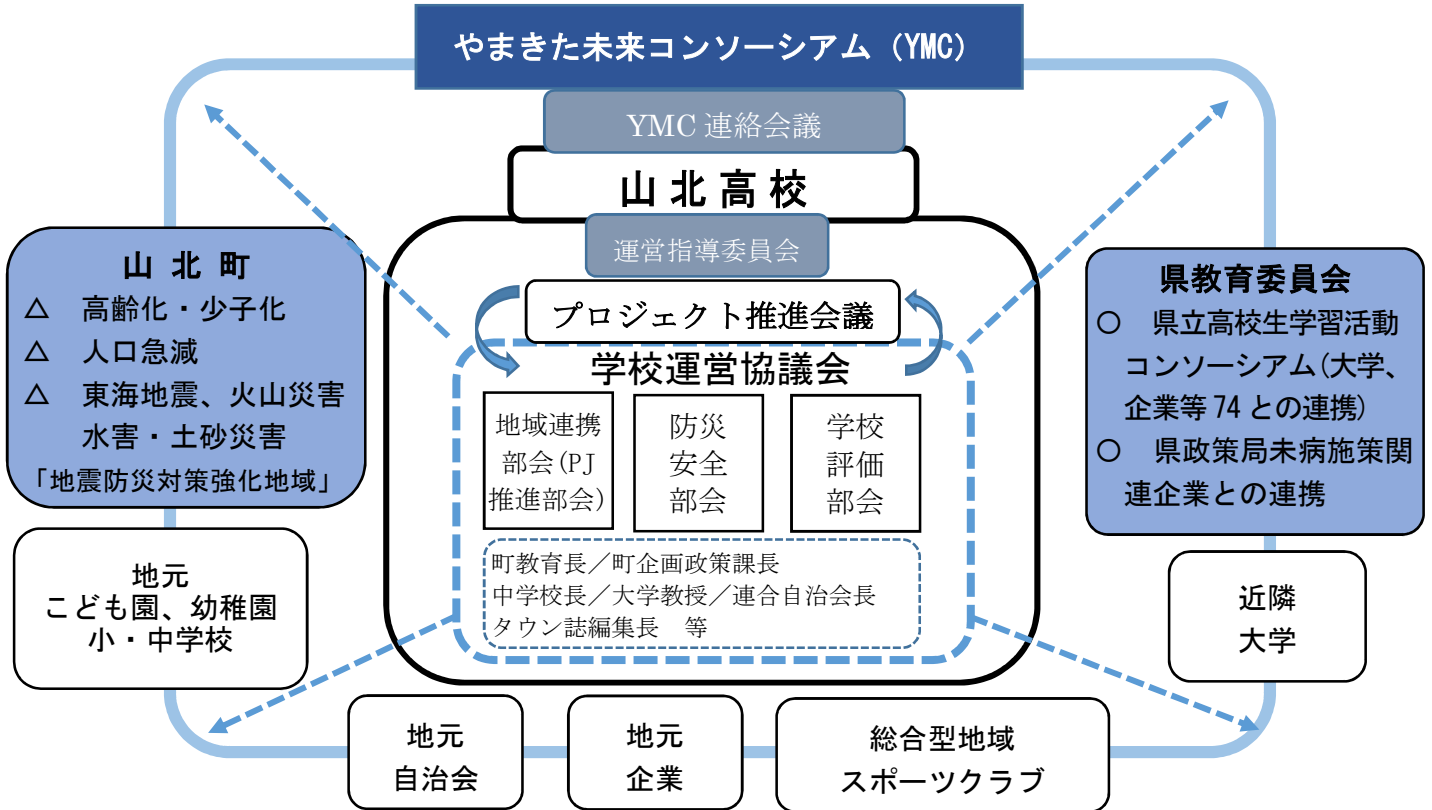 やまきた未来コンソーシアム（YMC）
YMC 連絡会議
山北高校
運営指導委員会
プロジェクト推進会議
学校運営協議会
地域連携
部会（PJ
推進部会）
防災
安全
部会
学校
評価
部会
町教育長／町企画政策課長
中学校長／大学教授／連合自治会長
タウン誌編集長　等
山 北 町
△　高齢化・少子化
△　人口急減
△　東海地震、火山災害
水害・土砂災害
「地震防災対策強化地域」
県教育委員会
○　県立高校生学習活動
コンソーシアム（大学、
企業等 74 との連携）
○　県政策局未病施策関
連企業との連携
地元
こども園、幼稚園
小・中学校
近隣
大学
地元
自治会
地元
企業
総合型地域
スポーツクラブ